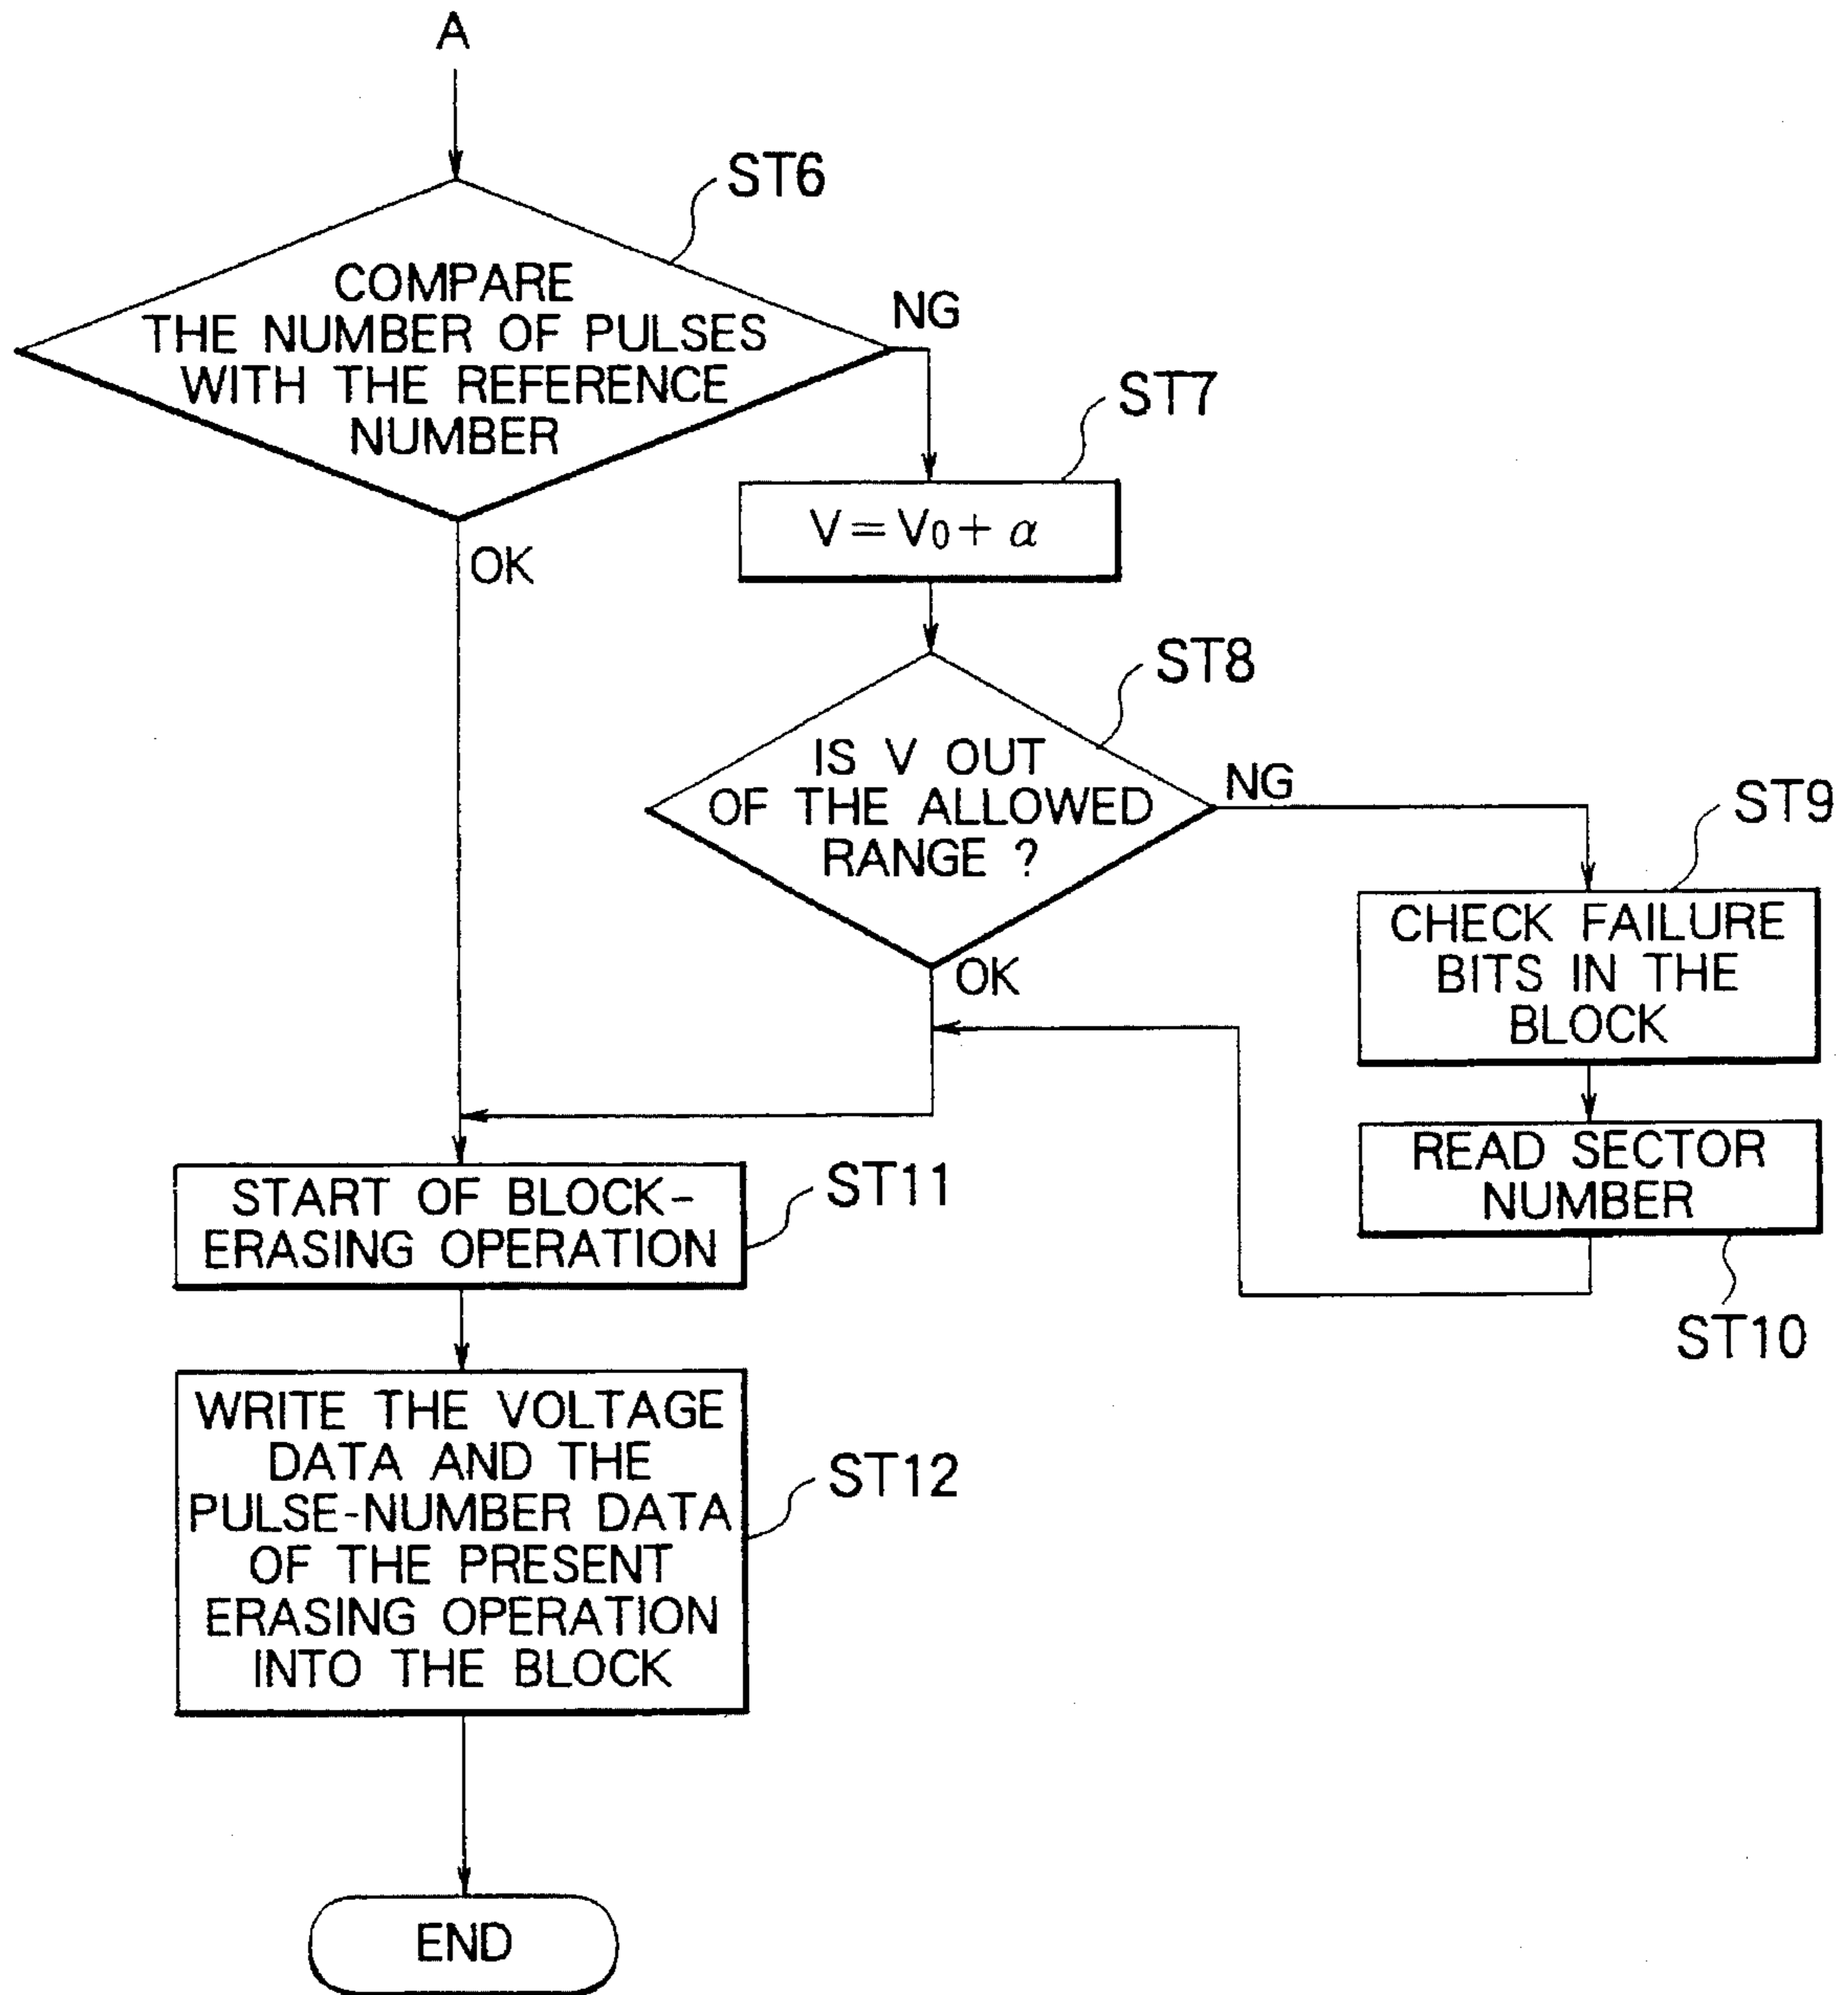 A
ST6
COMPARE
THE NUMBER OF PULSES
WITH THE REFERENCE
NUMBER
NG
OK
ST7
V=V₀+α
ST8
IS V OUT
OF THE ALLOWED
RANGE ?
NG
OK
ST9
CHECK FAILURE
BITS IN THE
BLOCK
READ SECTOR
NUMBER
ST10
START OF BLOCK-
ERASING OPERATION
ST11
WRITE THE VOLTAGE
DATA AND THE
PULSE-NUMBER DATA
OF THE PRESENT
ERASING OPERATION
INTO THE BLOCK
ST12
END